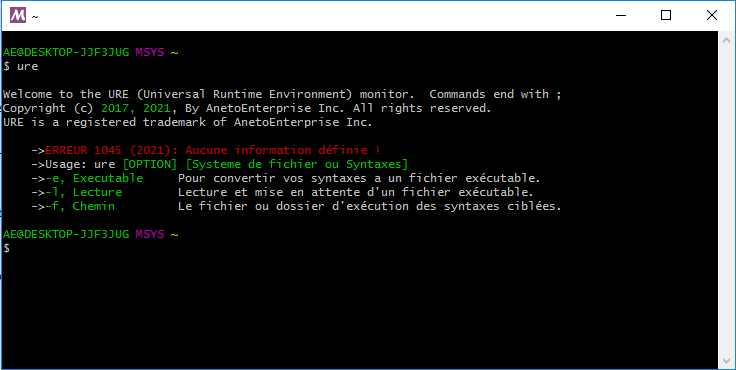 ~
AE@DESKTOP-JJF3JUG MSYS ~
$ ure
Welcome to the URE (Universal Runtime Environment) monitor.  Commands end with ;
Copyright (c) 2017, 2021, By AnetoEnterprise Inc. All rights reserved.
URE is a registered trademark of AnetoEnterprise Inc.
->ERREUR 1045 (2021): Aucune information définie !
->Usage: ure [OPTION] [Systeme de fichier ou Syntaxes]
->-e, Executable     Pour convertir vos syntaxes a un fichier exécutable.
->-l, Lecture        Lecture et mise en attente d'un fichier exécutable.
->-f, Chemin         Le fichier ou dossier d'exécution des syntaxes ciblées.
AE@DESKTOP-JJF3JUG MSYS ~
$